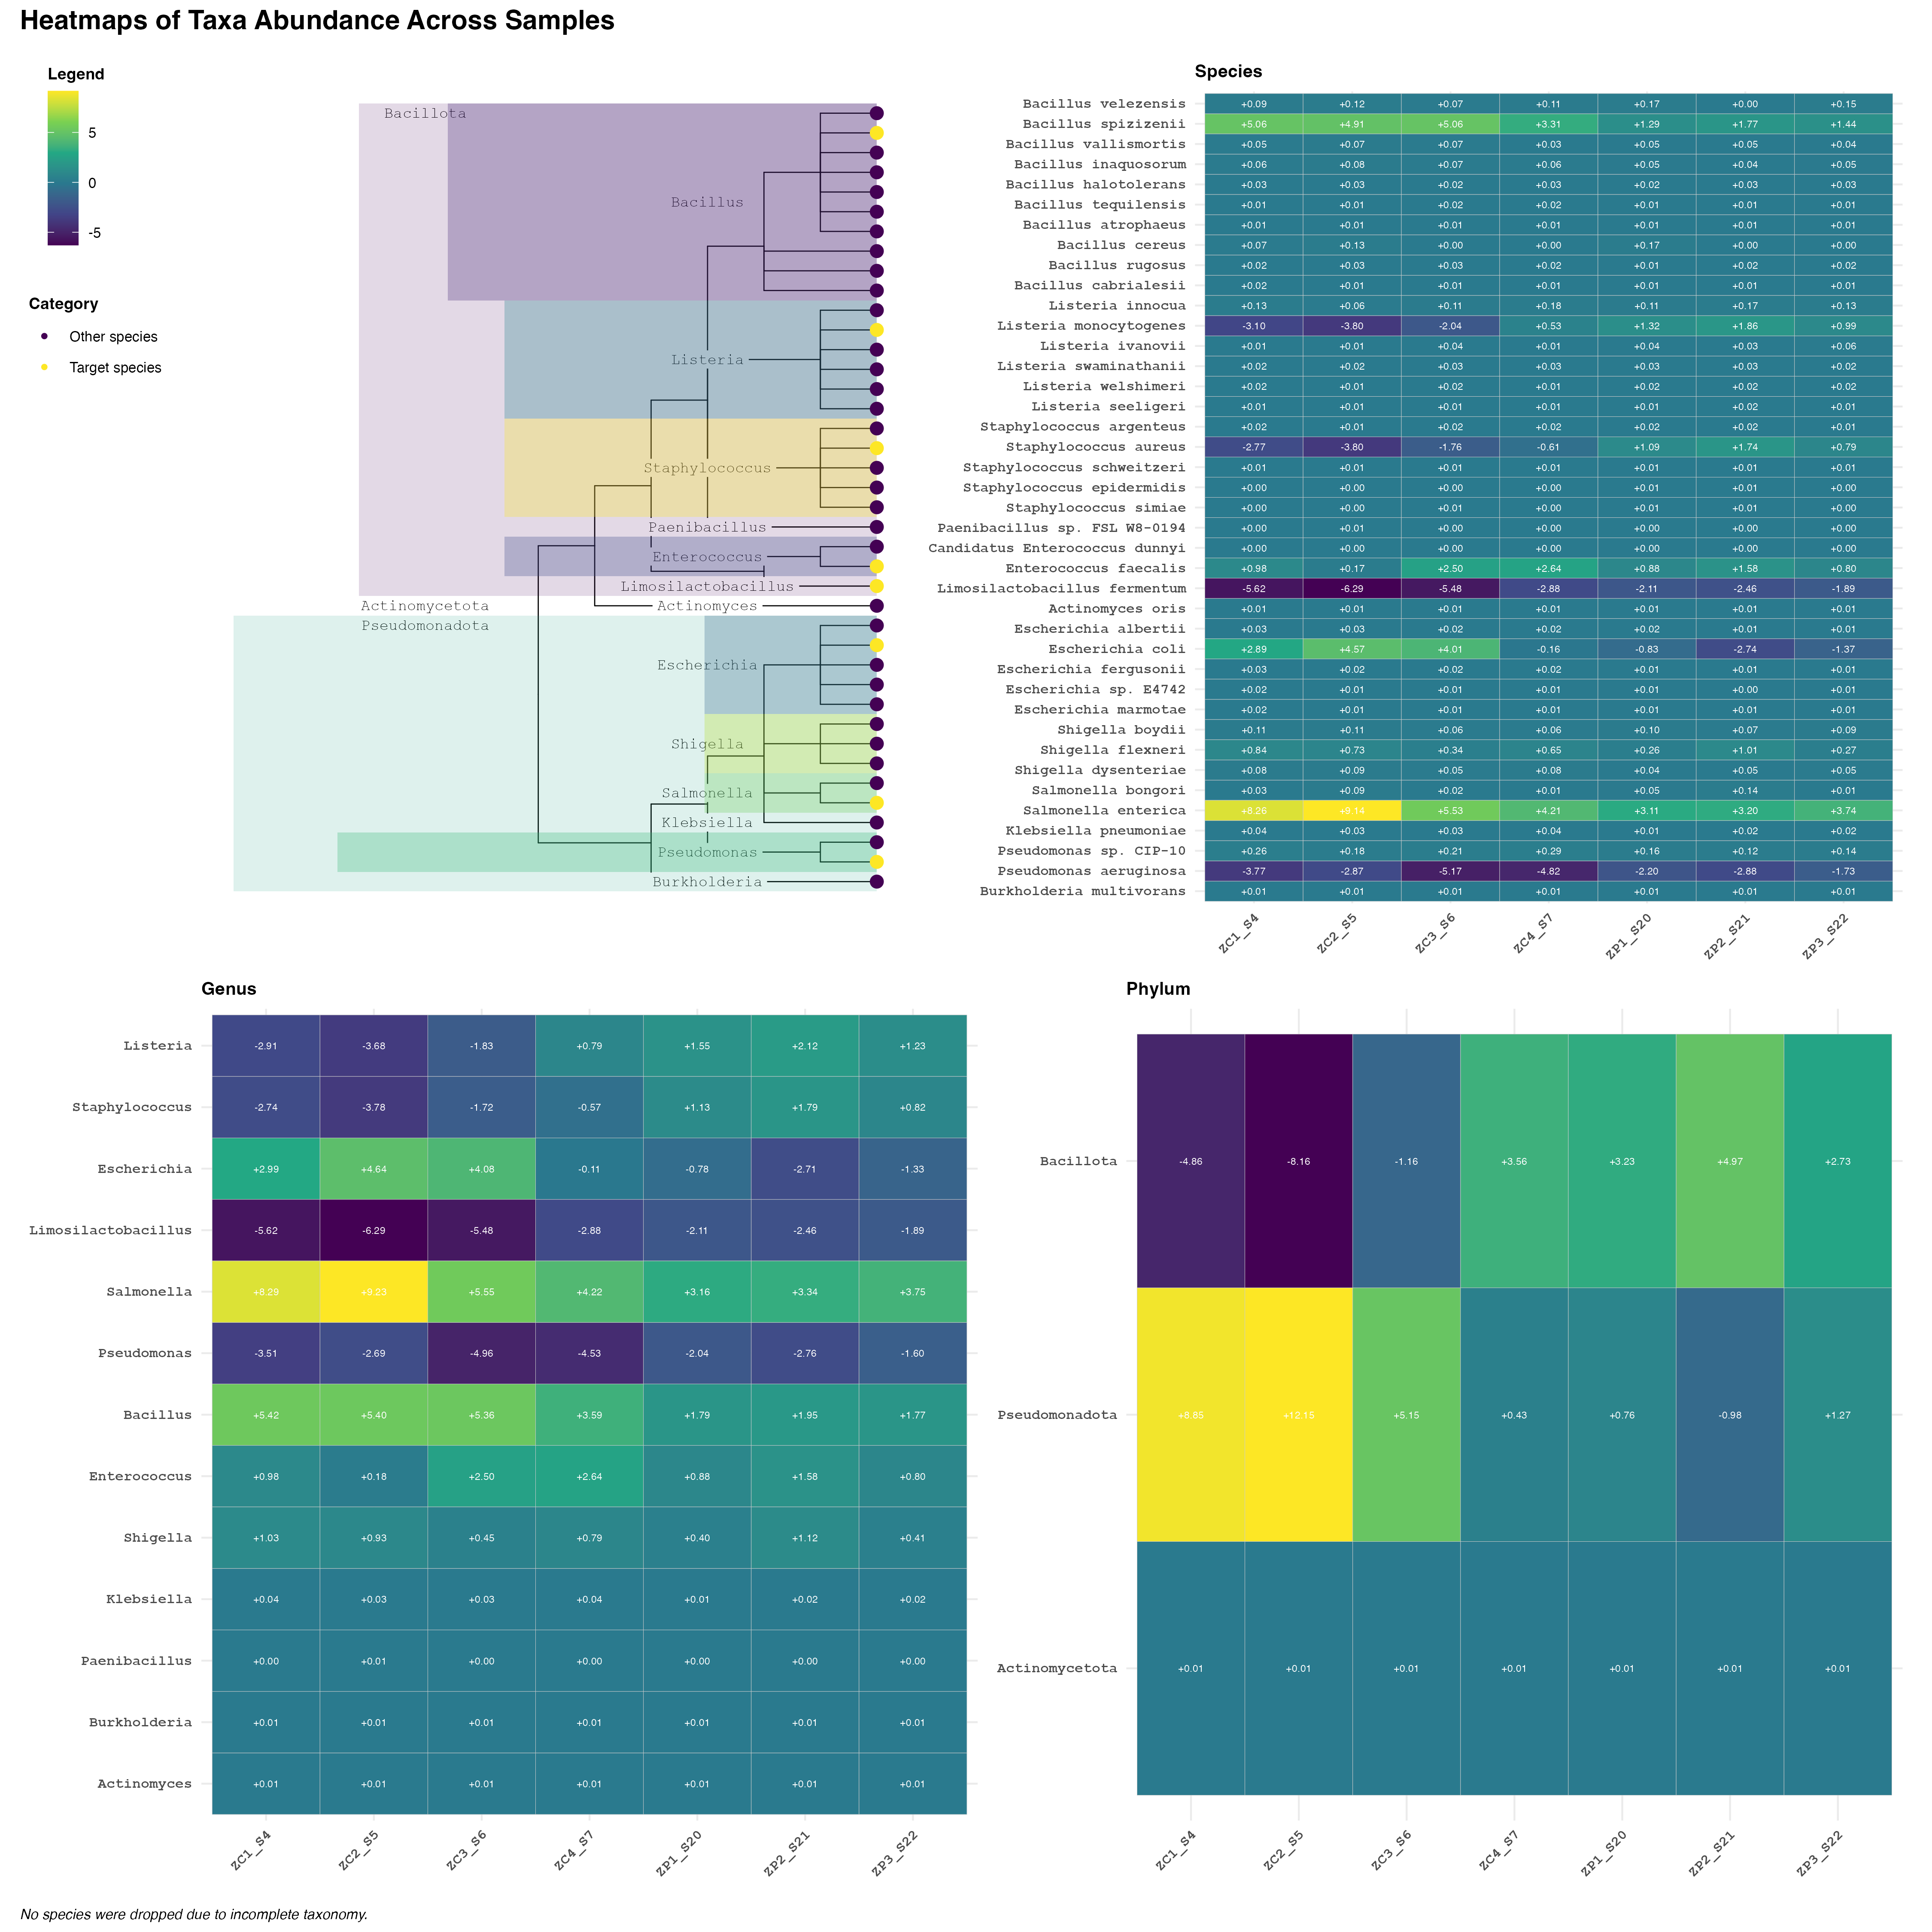 Heatmaps of Taxa Abundance Across Samples
Legend
5
0
-5
Category
Other species
Target species
Bacillota
Bacillus
Listeria
Staphylococcus
Paenibacillus
Enterococcus
Limosilactobacillus
Actinomycetota Actinomyces
Pseudomonadota
Escherichia
Shigella
Salmonella
Klebsiella
Pseudomonas
Burkholderia
Species
Bacillus velezensis +0.09 +0.12 +0.07 +0.11 +0.17 +0.00 +0.15
Bacillus spizizenii +5.06 +4.91 +5.06 +3.31 +1.29 +1.77 +1.44
Bacillus vallismortis +0.05 +0.07 +0.07 +0.03 +0.05 +0.05 +0.04
Bacillus inaquosorum +0.06 +0.08 +0.07 +0.06 +0.05 +0.04 +0.05
Bacillus halotolerans +0.03 +0.03 +0.02 +0.03 +0.02 +0.03 +0.03
Bacillus tequilensis +0.01 +0.01 +0.02 +0.02 +0.01 +0.01 +0.01
Bacillus atrophaeus +0.01 +0.01 +0.01 +0.01 +0.01 +0.01 +0.01
Bacillus cereus +0.07 +0.13 +0.00 +0.00 +0.17 +0.00 +0.00
Bacillus rugosus +0.02 +0.03 +0.03 +0.02 +0.01 +0.02 +0.02
Bacillus cabrialesii +0.02 +0.01 +0.01 +0.01 +0.01 +0.01 +0.01
Listeria innocua +0.13 +0.06 +0.11 +0.18 +0.11 +0.17 +0.13
Listeria monocytogenes -3.10 -3.80 -2.04 +0.53 +1.32 +1.86 +0.99
Listeria ivanovii +0.01 +0.01 +0.04 +0.01 +0.04 +0.03 +0.06
Listeria swaminathanii +0.02 +0.02 +0.03 +0.03 +0.03 +0.03 +0.02
Listeria welshimeri +0.02 +0.01 +0.02 +0.01 +0.02 +0.02 +0.02
Listeria seeligeri +0.01 +0.01 +0.01 +0.01 +0.01 +0.02 +0.01
Staphylococcus argenteus +0.02 +0.01 +0.02 +0.02 +0.02 +0.02 +0.01
Staphylococcus aureus -2.77 -3.80 -1.76 -0.61 +1.09 +1.74 +0.79
Staphylococcus schweitzeri +0.01 +0.01 +0.01 +0.01 +0.01 +0.01 +0.01
Staphylococcus epidermidis +0.00 +0.00 +0.00 +0.00 +0.01 +0.01 +0.00
Staphylococcus simiae +0.00 +0.00 +0.01 +0.00 +0.01 +0.01 +0.00
Paenibacillus sp. FSL W8-0194 +0.00 +0.01 +0.00 +0.00 +0.00 +0.00 +0.00
Candidatus Enterococcus dunnyi +0.00 +0.00 +0.00 +0.00 +0.00 +0.00 +0.00
Enterococcus faecalis +0.98 +0.17 +2.50 +2.64 +0.88 +1.58 +0.80
Limosilactobacillus fermentum -5.62 -6.29 -5.48 -2.88 -2.11 -2.46 -1.89
Actinomyces oris +0.01 +0.01 +0.01 +0.01 +0.01 +0.01 +0.01
Escherichia albertii +0.03 +0.03 +0.02 +0.02 +0.02 +0.01 +0.01
Escherichia coli +2.89 +4.57 +4.01 -0.16 -0.83 -2.74 -1.37
Escherichia fergusonii +0.03 +0.02 +0.02 +0.02 +0.01 +0.01 +0.01
Escherichia sp. E4742 +0.02 +0.01 +0.01 +0.01 +0.01 +0.00 +0.01
Escherichia marmotae +0.02 +0.01 +0.01 +0.01 +0.01 +0.01 +0.01
Shigella boydii +0.11 +0.11 +0.06 +0.06 +0.10 +0.07 +0.09
Shigella flexneri +0.84 +0.73 +0.34 +0.65 +0.26 +1.01 +0.27
Shigella dysenteriae +0.08 +0.09 +0.05 +0.08 +0.04 +0.05 +0.05
Salmonella bongori +0.03 +0.09 +0.02 +0.01 +0.05 +0.14 +0.01
Salmonella enterica +8.26 +9.14 +5.53 +4.21 +3.11 +3.20 +3.74
Klebsiella pneumoniae +0.04 +0.03 +0.03 +0.04 +0.01 +0.02 +0.02
Pseudomonas sp. CIP-10 +0.26 +0.18 +0.21 +0.29 +0.16 +0.12 +0.14
Pseudomonas aeruginosa -3.77 -2.87 -5.17 -4.82 -2.20 -2.88 -1.73
Burkholderia multivorans +0.01 +0.01 +0.01 +0.01 +0.01 +0.01 +0.01
ZC1_S4 ZC2_S5 ZC3_S6 ZC4_S7 ZP1_S20 ZP2_S21 ZP3_S22
Genus
Listeria -2.91 -3.68 -1.83 +0.79 +1.55 +2.12 +1.23
Staphylococcus -2.74 -3.78 -1.72 -0.57 +1.13 +1.79 +0.82
Escherichia +2.99 +4.64 +4.08 -0.11 -0.78 -2.71 -1.33
Limosilactobacillus -5.62 -6.29 -5.48 -2.88 -2.11 -2.46 -1.89
Salmonella +8.29 +9.23 +5.55 +4.22 +3.16 +3.34 +3.75
Pseudomonas -3.51 -2.69 -4.96 -4.53 -2.04 -2.76 -1.60
Bacillus +5.42 +5.40 +5.36 +3.59 +1.79 +1.95 +1.77
Enterococcus +0.98 +0.18 +2.50 +2.64 +0.88 +1.58 +0.80
Shigella +1.03 +0.93 +0.45 +0.79 +0.40 +1.12 +0.41
Klebsiella +0.04 +0.03 +0.03 +0.04 +0.01 +0.02 +0.02
Paenibacillus +0.00 +0.01 +0.00 +0.00 +0.00 +0.00 +0.00
Burkholderia +0.01 +0.01 +0.01 +0.01 +0.01 +0.01 +0.01
Actinomyces +0.01 +0.01 +0.01 +0.01 +0.01 +0.01 +0.01
ZC1_S4 ZC2_S5 ZC3_S6 ZC4_S7 ZP1_S20 ZP2_S21 ZP3_S22
Phylum
Bacillota -4.86 -8.16 -1.16 +3.56 +3.23 +4.97 +2.73
Pseudomonadota +8.85 +12.15 +5.15 +0.43 +0.76 -0.98 +1.27
Actinomycetota +0.01 +0.01 +0.01 +0.01 +0.01 +0.01 +0.01
ZC1_S4 ZC2_S5 ZC3_S6 ZC4_S7 ZP1_S20 ZP2_S21 ZP3_S22
No species were dropped due to incomplete taxonomy.